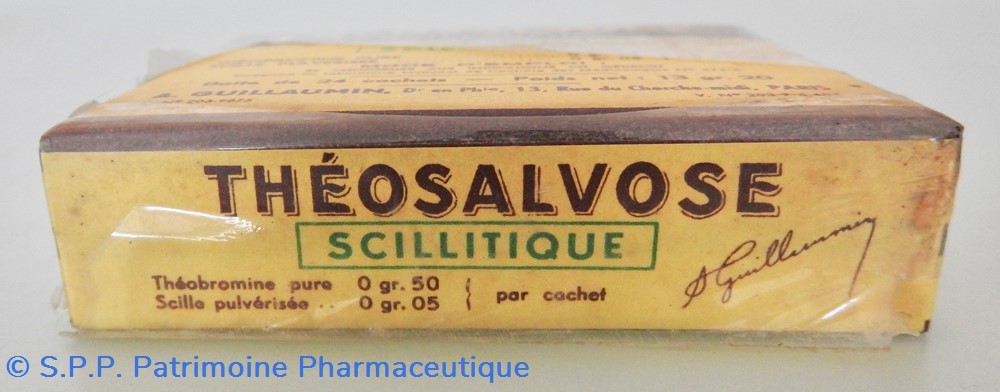 Boîte de 24 cachets — Poids net : 13 gr. 20
A. GUILLAUMIN, Dr en Phie, 13, Rue du Cherche-midi, PARIS
THÉOSALVOSE
SCILLITIQUE
Théobromine pure 0 gr. 50
Scille pulvérisée .. 0 gr. 05
par cachet
A Guillaumin
© S.P.P. Patrimoine Pharmaceutique